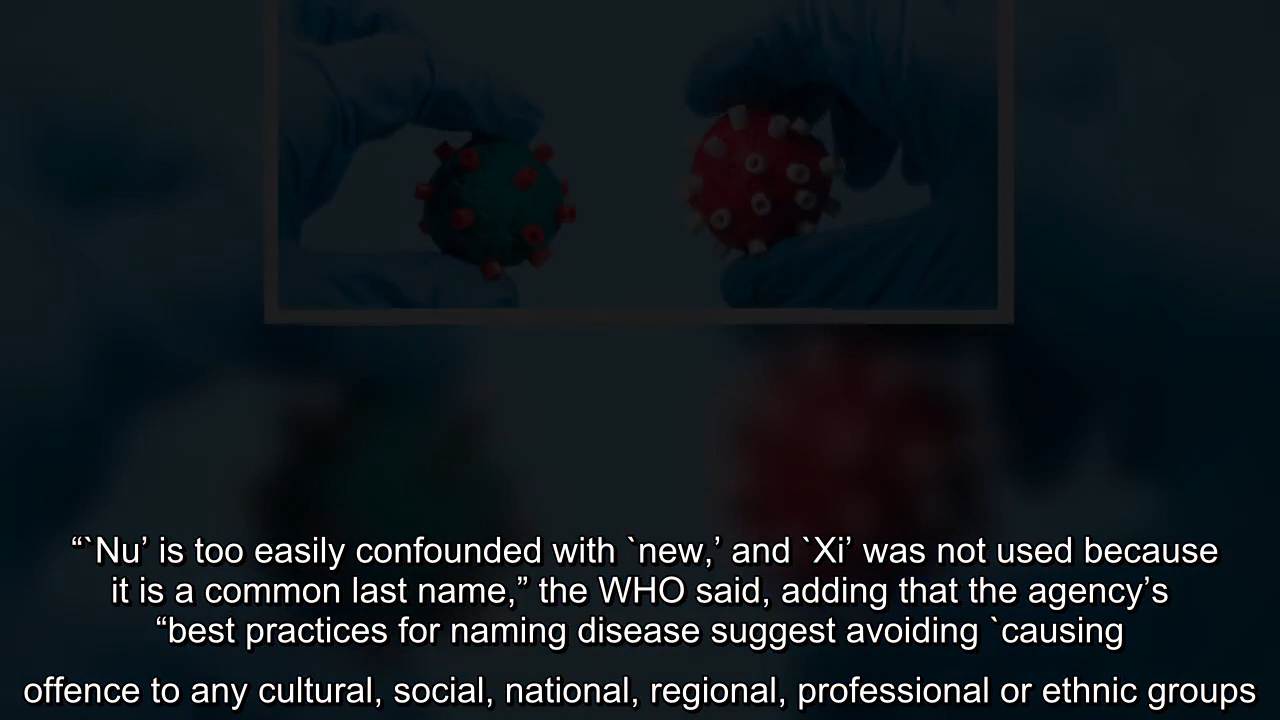 “`Nu’ is too easily confounded with `new,’ and `Xi’ was not used because
it is a common last name,” the WHO said, adding that the agency’s
“best practices for naming disease suggest avoiding `causing
offence to any cultural, social, national, regional, professional or ethnic groups